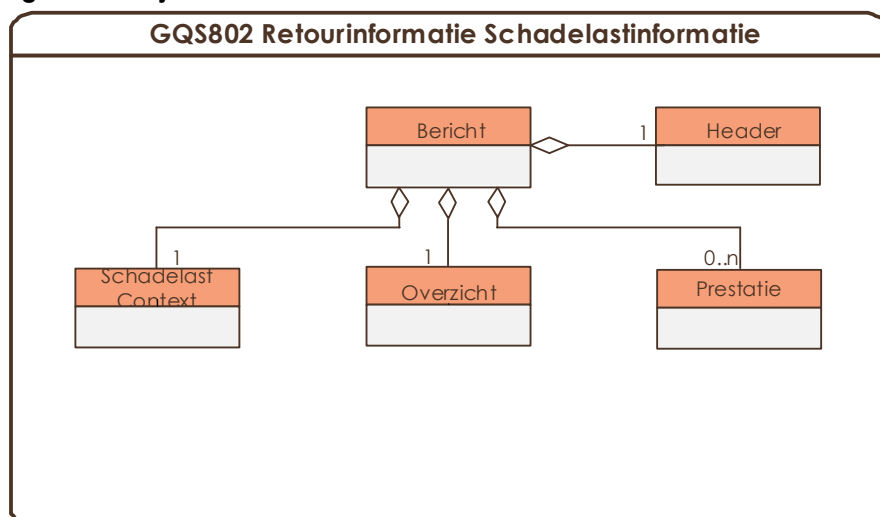 GQS802 Retourinformatie Schadelastinformatie
Bericht
1
Header
1
1
0..n
Schadelast
Context
Overzicht
Prestatie